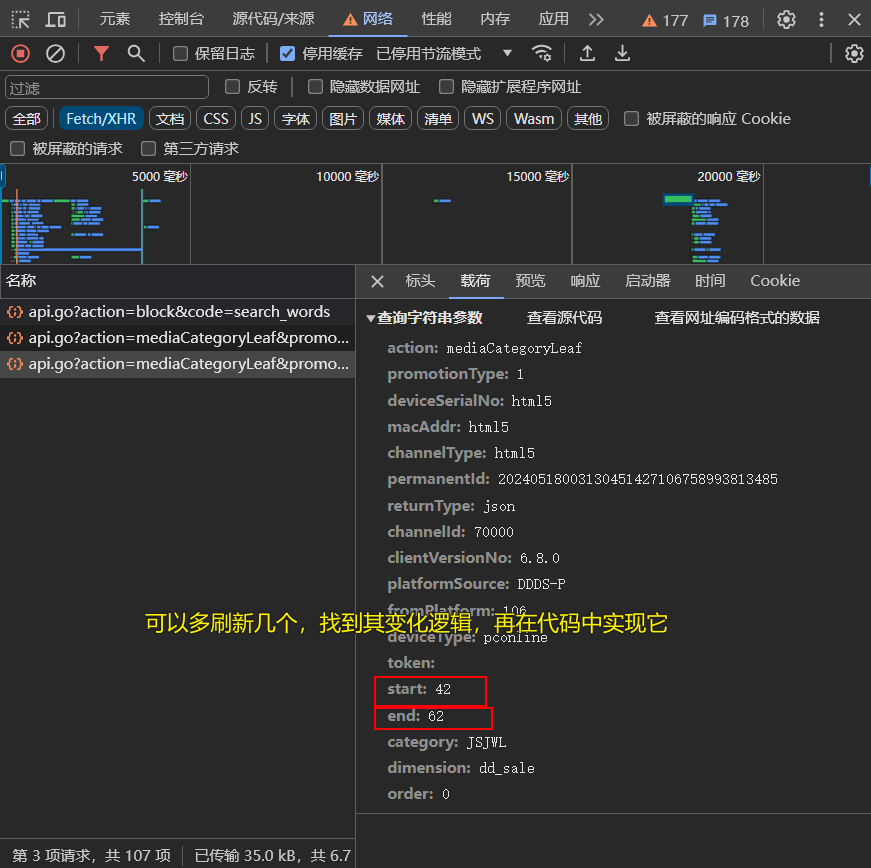 元素 控制台 源代码/来源 网络 性能 内存 应用 177 178
保留日志 停用缓存 已停用节流模式
过滤 反转 隐藏数据网址 隐藏扩展程序网址
全部 Fetch/XHR 文档 CSS JS 字体 图片 媒体 清单 WS Wasm 其他 被屏蔽的响应 Cookie
被屏蔽的请求 第三方请求
5000 毫秒 10000 毫秒 15000 毫秒 20000 毫秒
名称
api.go?action=block&code=search_words
api.go?action=mediaCategoryLeaf&promo...
api.go?action=mediaCategoryLeaf&promo...
标头 载荷 预览 响应 启动器 时间 Cookie
查询字符串参数 查看源代码 查看网址编码格式的数据
action: mediaCategoryLeaf
promotionType: 1
deviceSerialNo: html5
macAddr: html5
channelType: html5
permanentId: 20240518003130451427106758993813485
returnType: json
channelId: 70000
clientVersionNo: 6.8.0
platformSource: DDDS-P
fromPlatform: 106
可以多刷新几个，找到其变化逻辑，再在代码中实现它
deviceType: pconline
token:
start: 42
end: 62
category: JSJWL
dimension: dd_sale
order: 0
第 3 项请求，共 107 项 已传输 35.0 kB，共 6.7